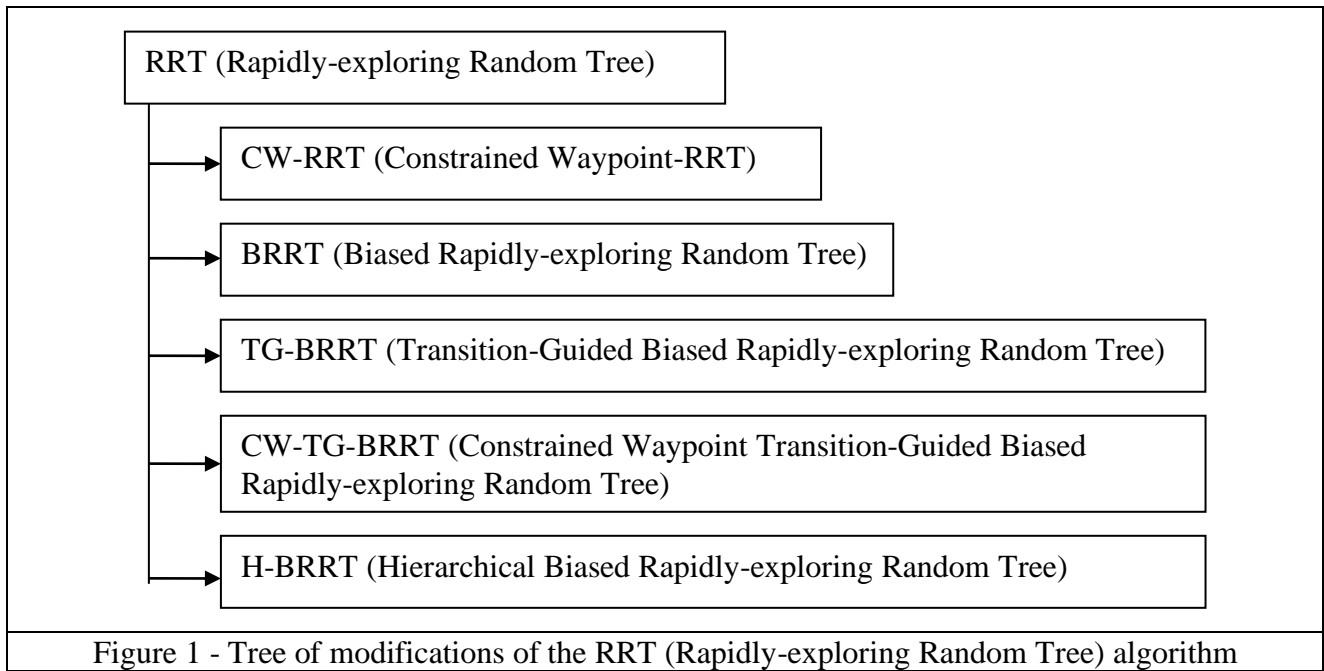 RRT (Rapidly-exploring Random Tree)
CW-RRT (Constrained Waypoint-RRT)
BRRT (Biased Rapidly-exploring Random Tree)
TG-BRRT (Transition-Guided Biased Rapidly-exploring Random Tree)
CW-TG-BRRT (Constrained Waypoint Transition-Guided Biased
Rapidly-exploring Random Tree)
H-BRRT (Hierarchical Biased Rapidly-exploring Random Tree)
Figure 1 - Tree of modifications of the RRT (Rapidly-exploring Random Tree) algorithm